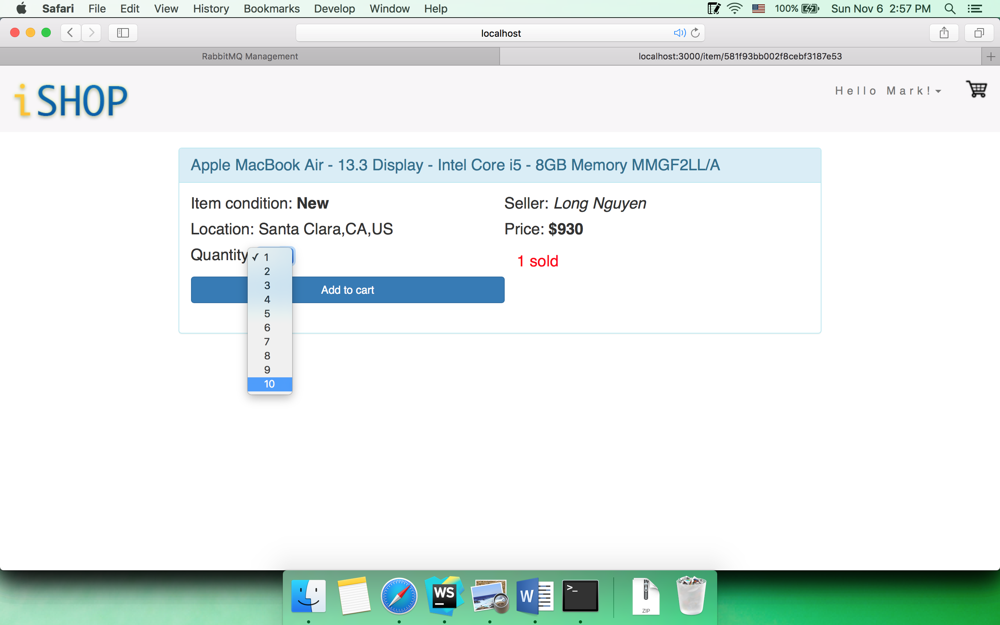 Safari File Edit View History Bookmarks Develop Window Help 100% Sun Nov 6 2:57 PM
localhost
RabbitMQ Management localhost:3000/item/581f93bb002f8cebf3187e53
iSHOP
Hello Mark!
Apple MacBook Air - 13.3 Display - Intel Core i5 - 8GB Memory MMGF2LL/A
Item condition: New Seller: Long Nguyen
Location: Santa Clara,CA,US Price: $930
Quantity ✓ 1 1 sold
2
3
Add to cart
4
5
6
7
8
9
10
WS
W
>_
ZIP